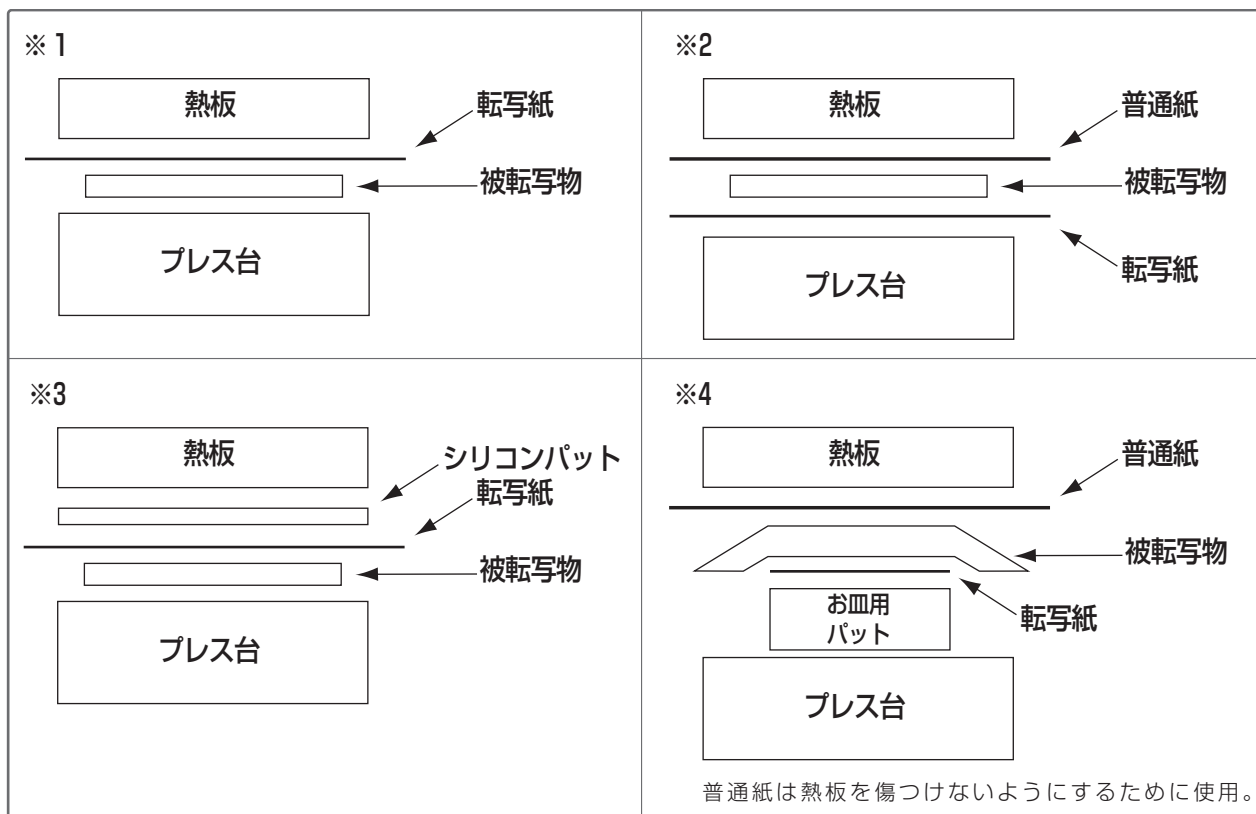 ※1
熱板
転写紙
被転写物
プレス台
※2
熱板
普通紙
被転写物
転写紙
プレス台
※3
熱板
シリコンパット
転写紙
被転写物
プレス台
※4
熱板
普通紙
被転写物
転写紙
お皿用
パット
プレス台
普通紙は熱板を傷つけないようにするために使用。